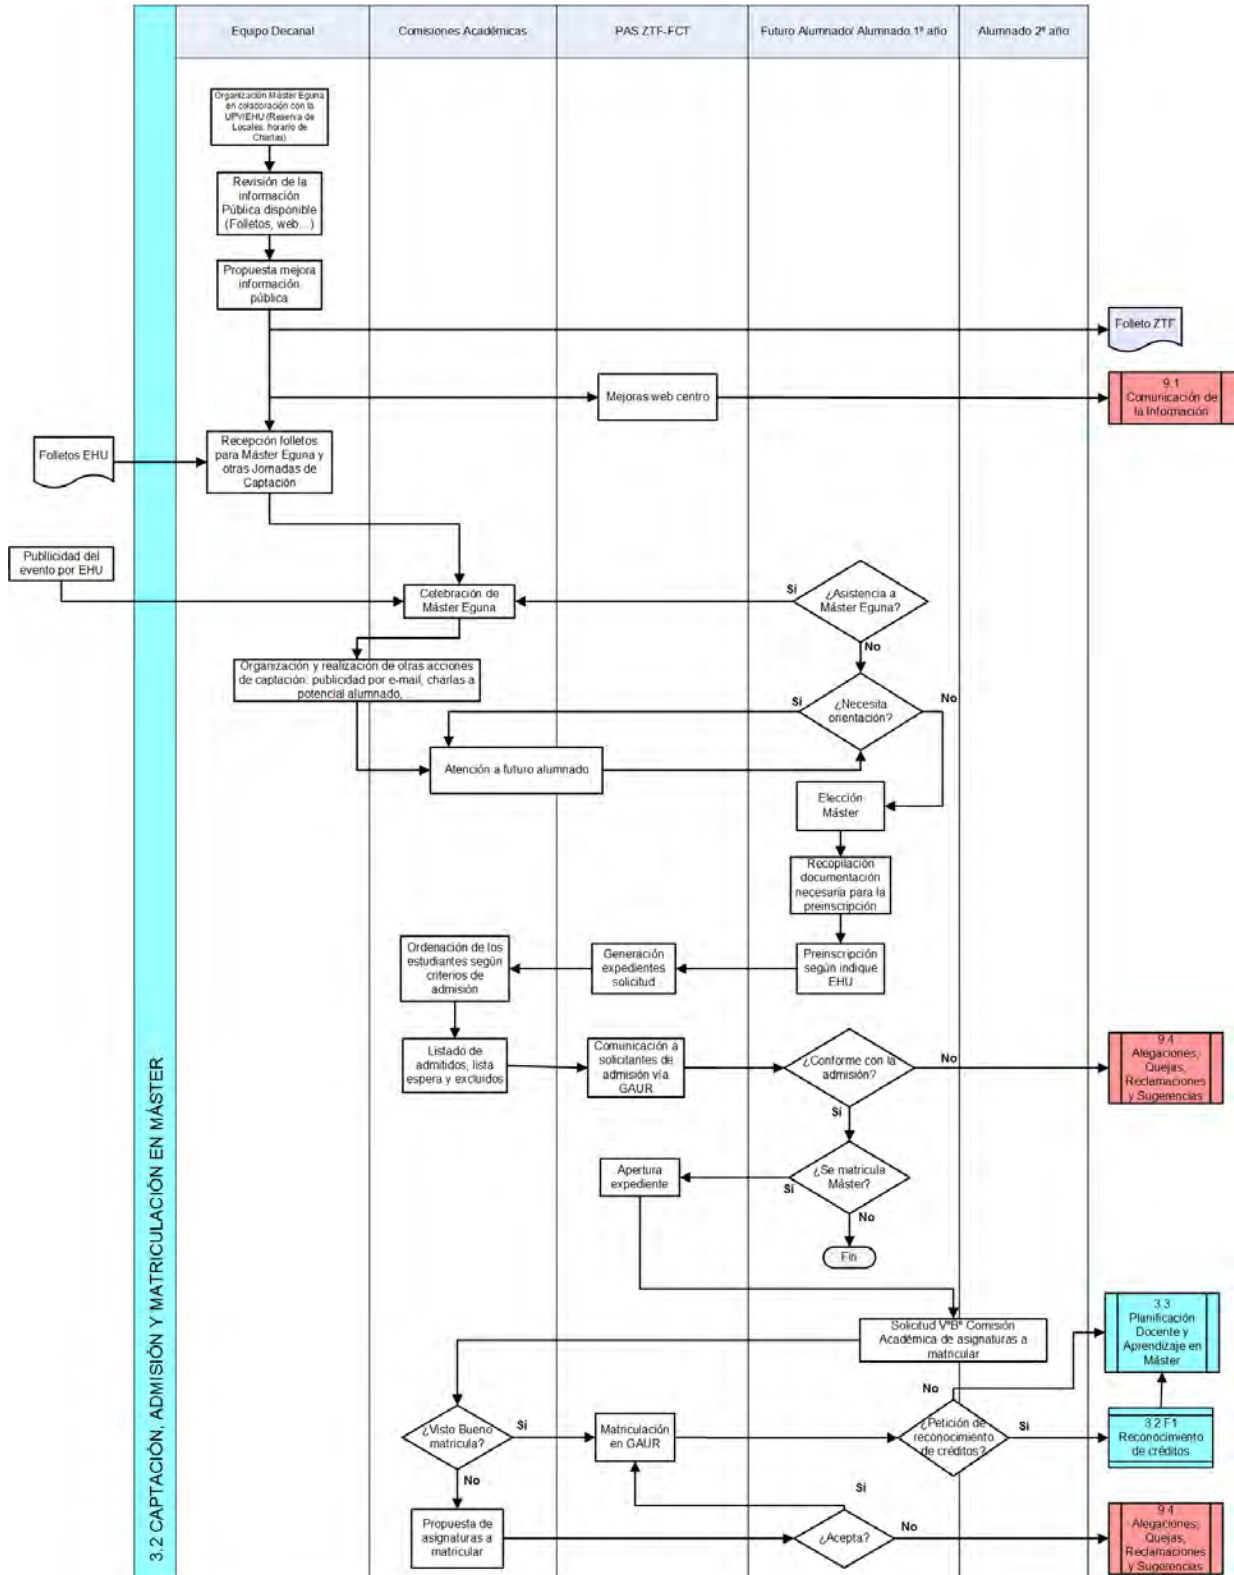 Equipo Decanal
Comisiones Académicas
PAS ZTF-FCT
Futuro Alumnado/ Alumnado 1º año
Alumnado 2º año
3.2 CAPTACIÓN, ADMISIÓN Y MATRICULACIÓN EN MÁSTER
Organización Máster Eguna
en colaboración con la
UPV/EHU (Reserva de
Locales, horario de
Charlas)
Revisión de la
información
Pública disponible
(Folletos, web...)
Propuesta mejora
información
pública
Folleto ZTF
Mejoras web centro
9.1
Comunicación de
la Información
Folletos EHU
Recepción folletos
para Máster Eguna y
otras Jornadas de
Captación
Publlicidad del
evento por EHU
Celebración de
Máster Eguna
Sí
¿Asistencia a
Máster Eguna?
No
Organización y realización de otras acciones
de captación: publicidad por e-mail, charlas a
potencial alumnado,
Sí
¿Necesita
orientación?
No
Atención a futuro alumnado
Elección
Máster
Recopilación
documentación
necesaria para la
preinscripción
Ordenación de los
estudiantes según
criterios de
admisión
Generación
expedientes
solicitud
Preinscripción
según indique
EHU
Listado de
admitidos, lista
espera y excluidos
Comunicación a
solicitantes de
admisión vía
GAUR
¿Conforme con la
admisión?
No
Sí
9.4
Alegaciones,
Quejas,
Reclamaciones
y Sugerencias
Apertura
expediente
Sí
¿Se matricula
Máster?
No
Fin
Solicitud VºBº Comisión
Académica de asignaturas a
matricular
3.3
Planificación
Docente y
Aprendizaje en
Máster
¿Visto Bueno
matricula?
Sí
No
Matriculación
en GAUR
No
¿Petición de
reconocimiento
de créditos?
Sí
3.2 F1
Reconocimiento
de créditos
Propuesta de
asignaturas a
matricular
Sí
¿Acepta?
No
9.4
Alegaciones,
Quejas,
Reclamaciones
y Sugerencias